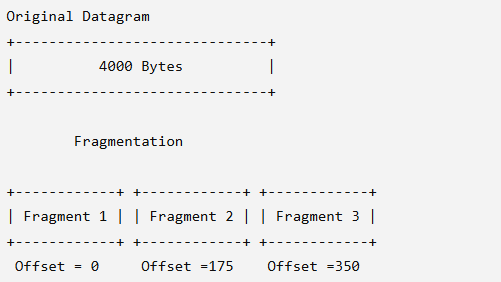 Original Datagram
+------------------------------+
|          4000 Bytes          |
+------------------------------+
Fragmentation
+------------+ +------------+ +------------+
| Fragment 1 | | Fragment 2 | | Fragment 3 |
+------------+ +------------+ +------------+
Offset = 0     Offset =175    Offset =350